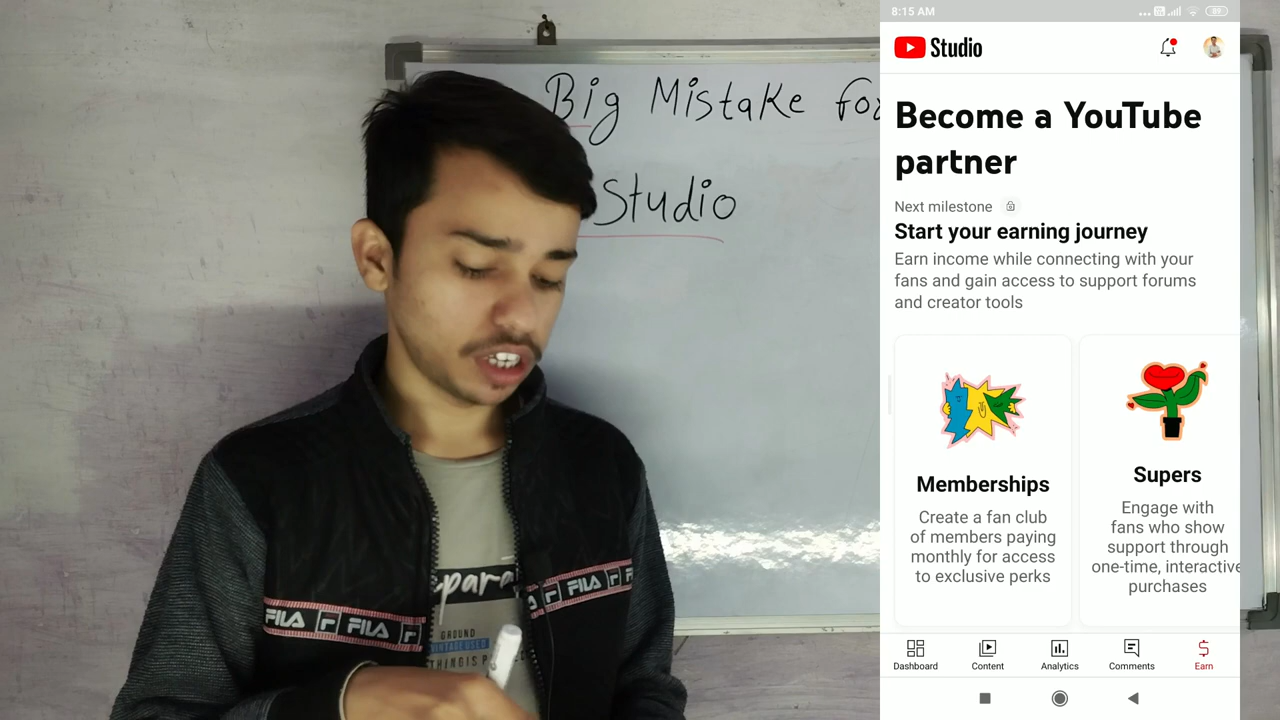 Big Mistake for
Studio
FILA FILA
FILA
GROUND
8:15 AM
89
Studio
Become a YouTube
partner
Next milestone
Start your earning journey
Earn income while connecting with your
fans and gain access to support forums
and creator tools
Memberships
Create a fan club
of members paying
monthly for access
to exclusive perks
Supers
Engage with
fans who show
support through
one-time, interactive
purchases
Dashboard
Content
Analytics
Comments
Earn